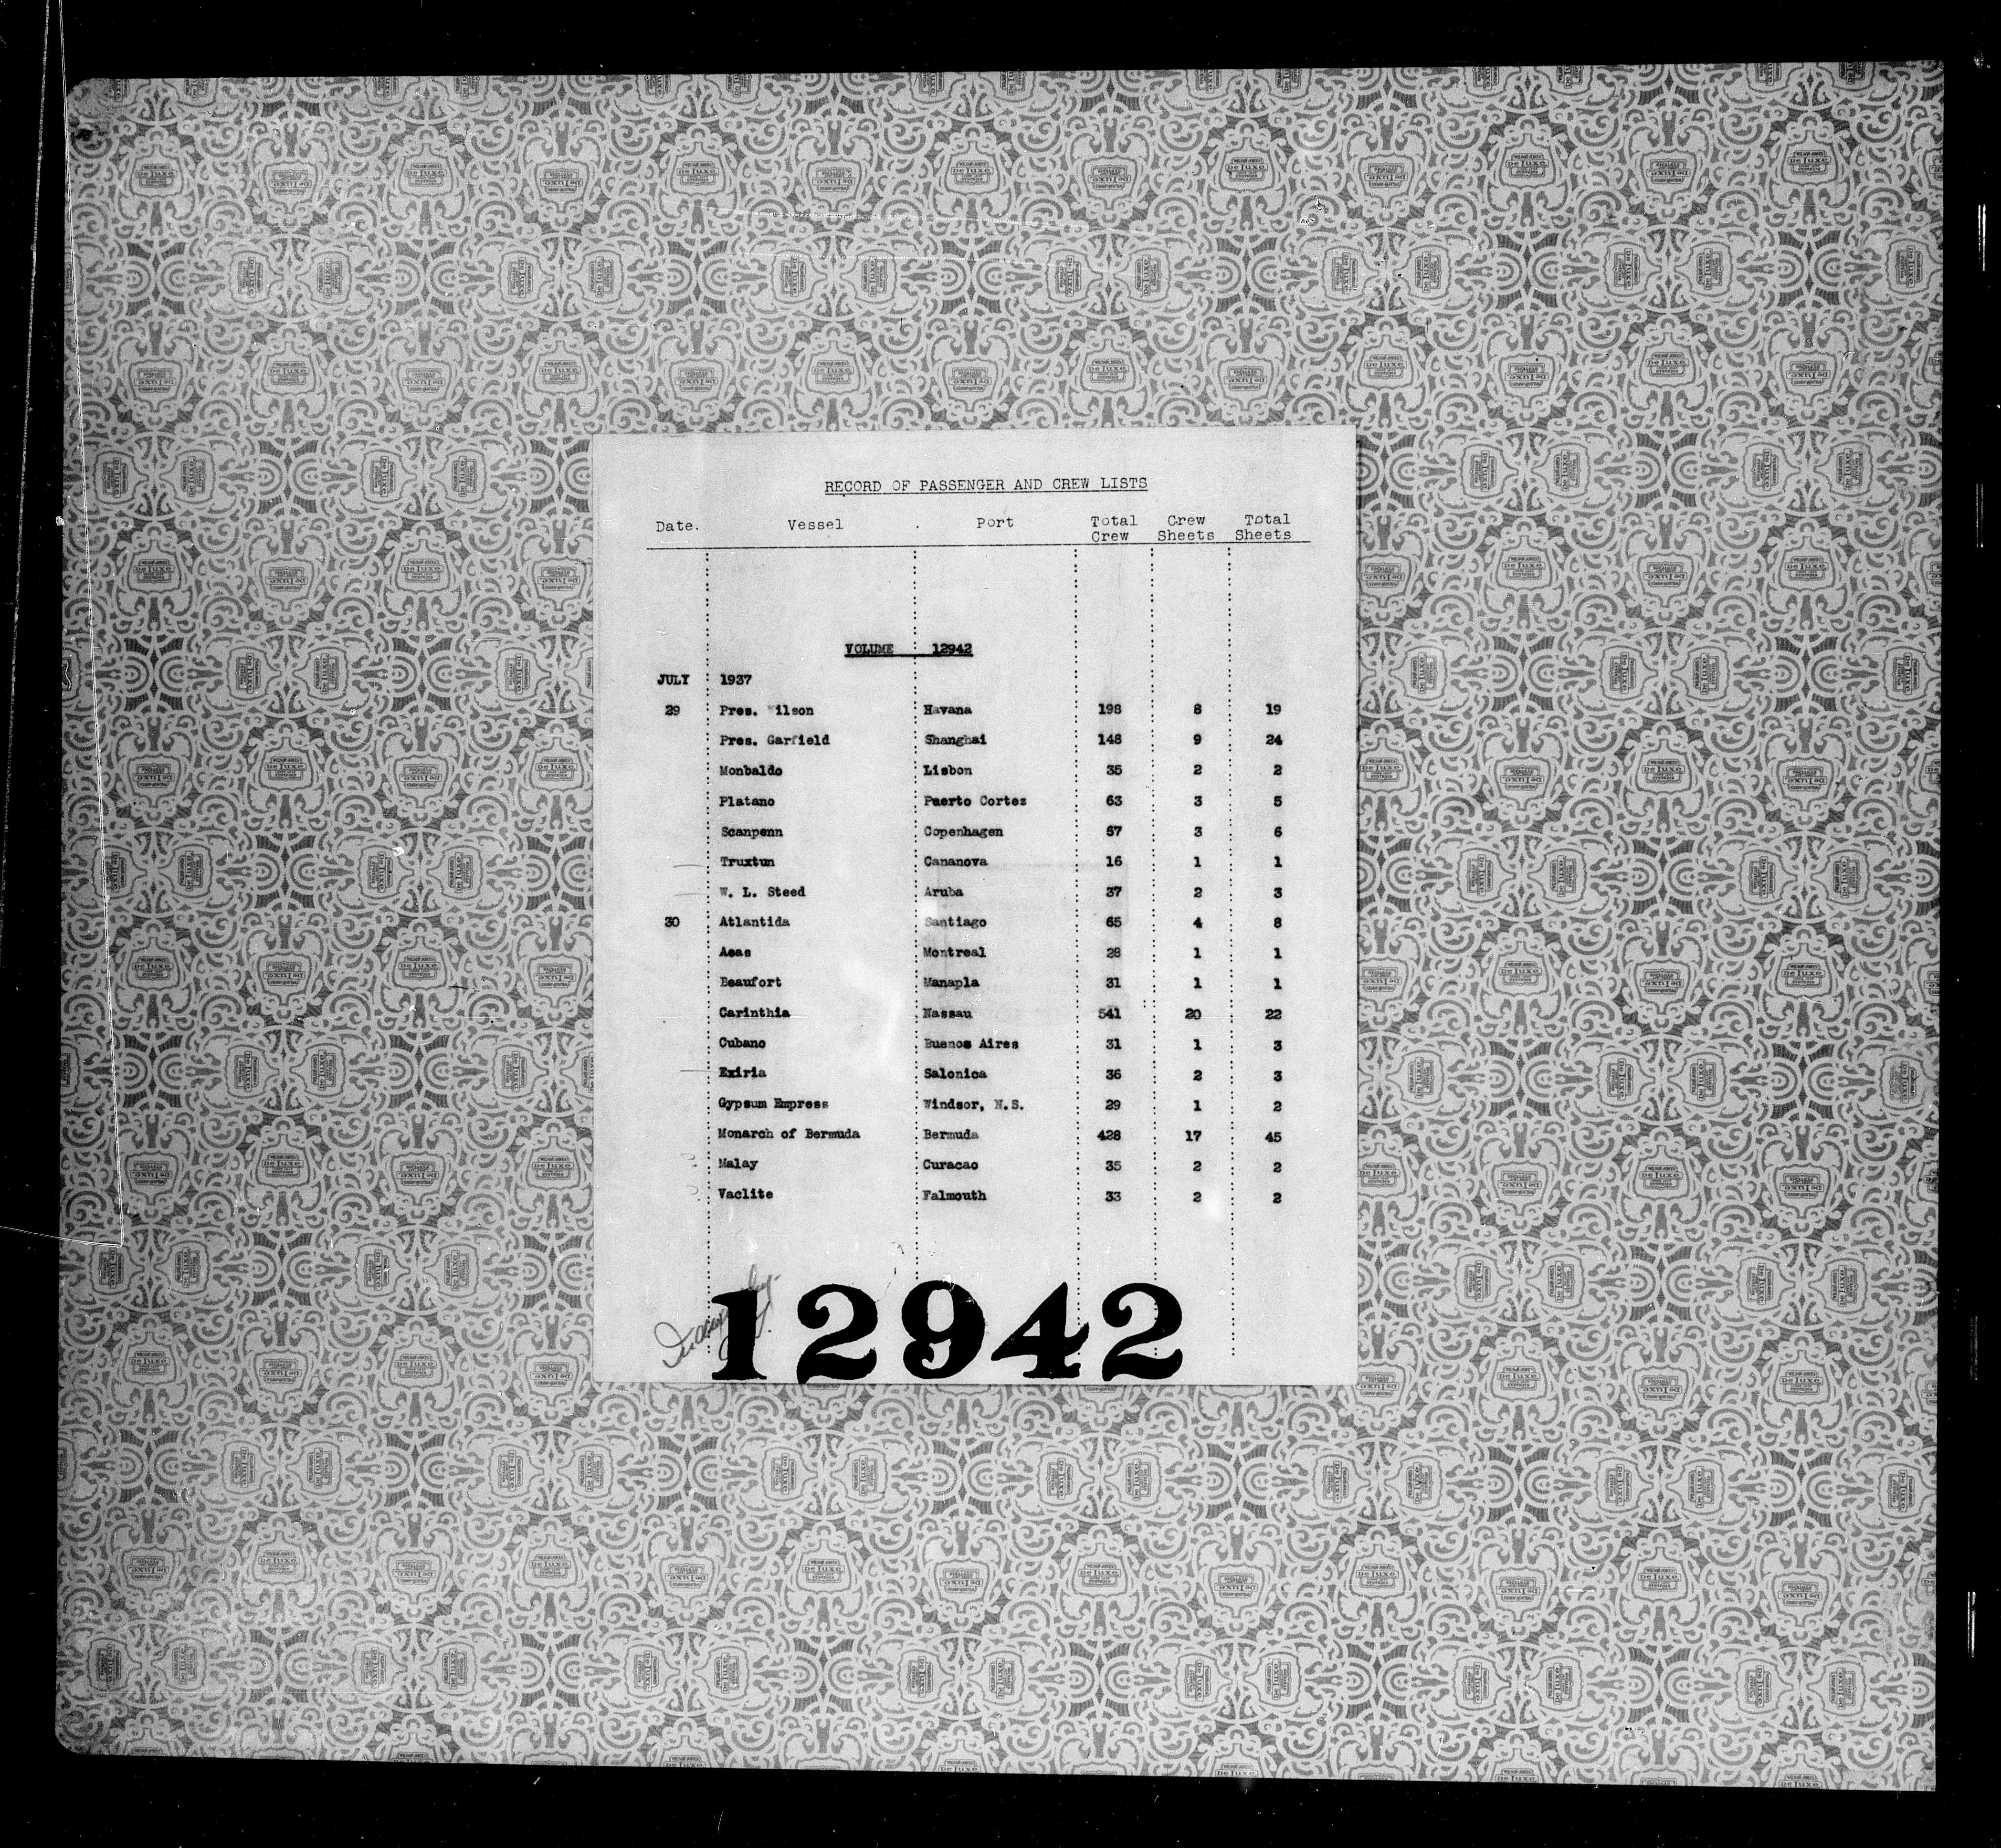 RECORD OF PASSENGER AND CREW LISTS
Date. Vessel . Port Total Crew Crew Sheets Total Sheets
VOLUME 12942
JULY 1937
29 Pres. Wilson Havana 198 8 19
Pres. Garfield Shanghai 148 9 24
Monbaldo Lisbon 35 2 2
Platano Puerto Cortez 63 3 5
Scanpenn Copenhagen 67 3 6
Truxtun Cananova 16 1 1
W. L. Steed Aruba 37 2 3
30 Atlantida Santiago 65 4 8
Aeas Montreal 28 1 1
Beaufort Manapla 31 1 1
Carinthia Nassau 541 20 22
Cubano Buenos Aires 31 1 3
Exiria Salonica 36 2 3
Gypsum Empress Windsor, N.S. 29 1 2
Monarch of Bermuda Bermuda 428 17 45
Malay Curacao 35 2 2
Vaclite Falmouth 33 2 2
12942